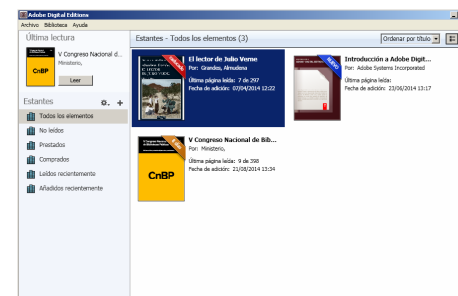 Adobe Digital Editions
Archivo Biblioteca Ayuda
Última lectura
V Congreso Nacional d...
Ministerio,
CnBP
Leer
Estantes
Todos los elementos
No leídos
Prestados
Comprados
Leídos recientemente
Añadidos recientemente
Estantes - Todos los elementos (3)
Ordenar por título
El lector de Julio Verne
Por: Grandes, Almudena
Última página leída: 7 de 297
Fecha de adición: 07/04/2014 12:22
Introducción a Adobe Digit...
Por: Adobe Systems Incorporated
Última página leída:
Fecha de adición: 23/06/2014 13:17
NUEVO
V Congreso Nacional de Bib...
Por: Ministerio,
Última página leída: 9 de 398
Fecha de adición: 21/08/2014 13:34
CnBP